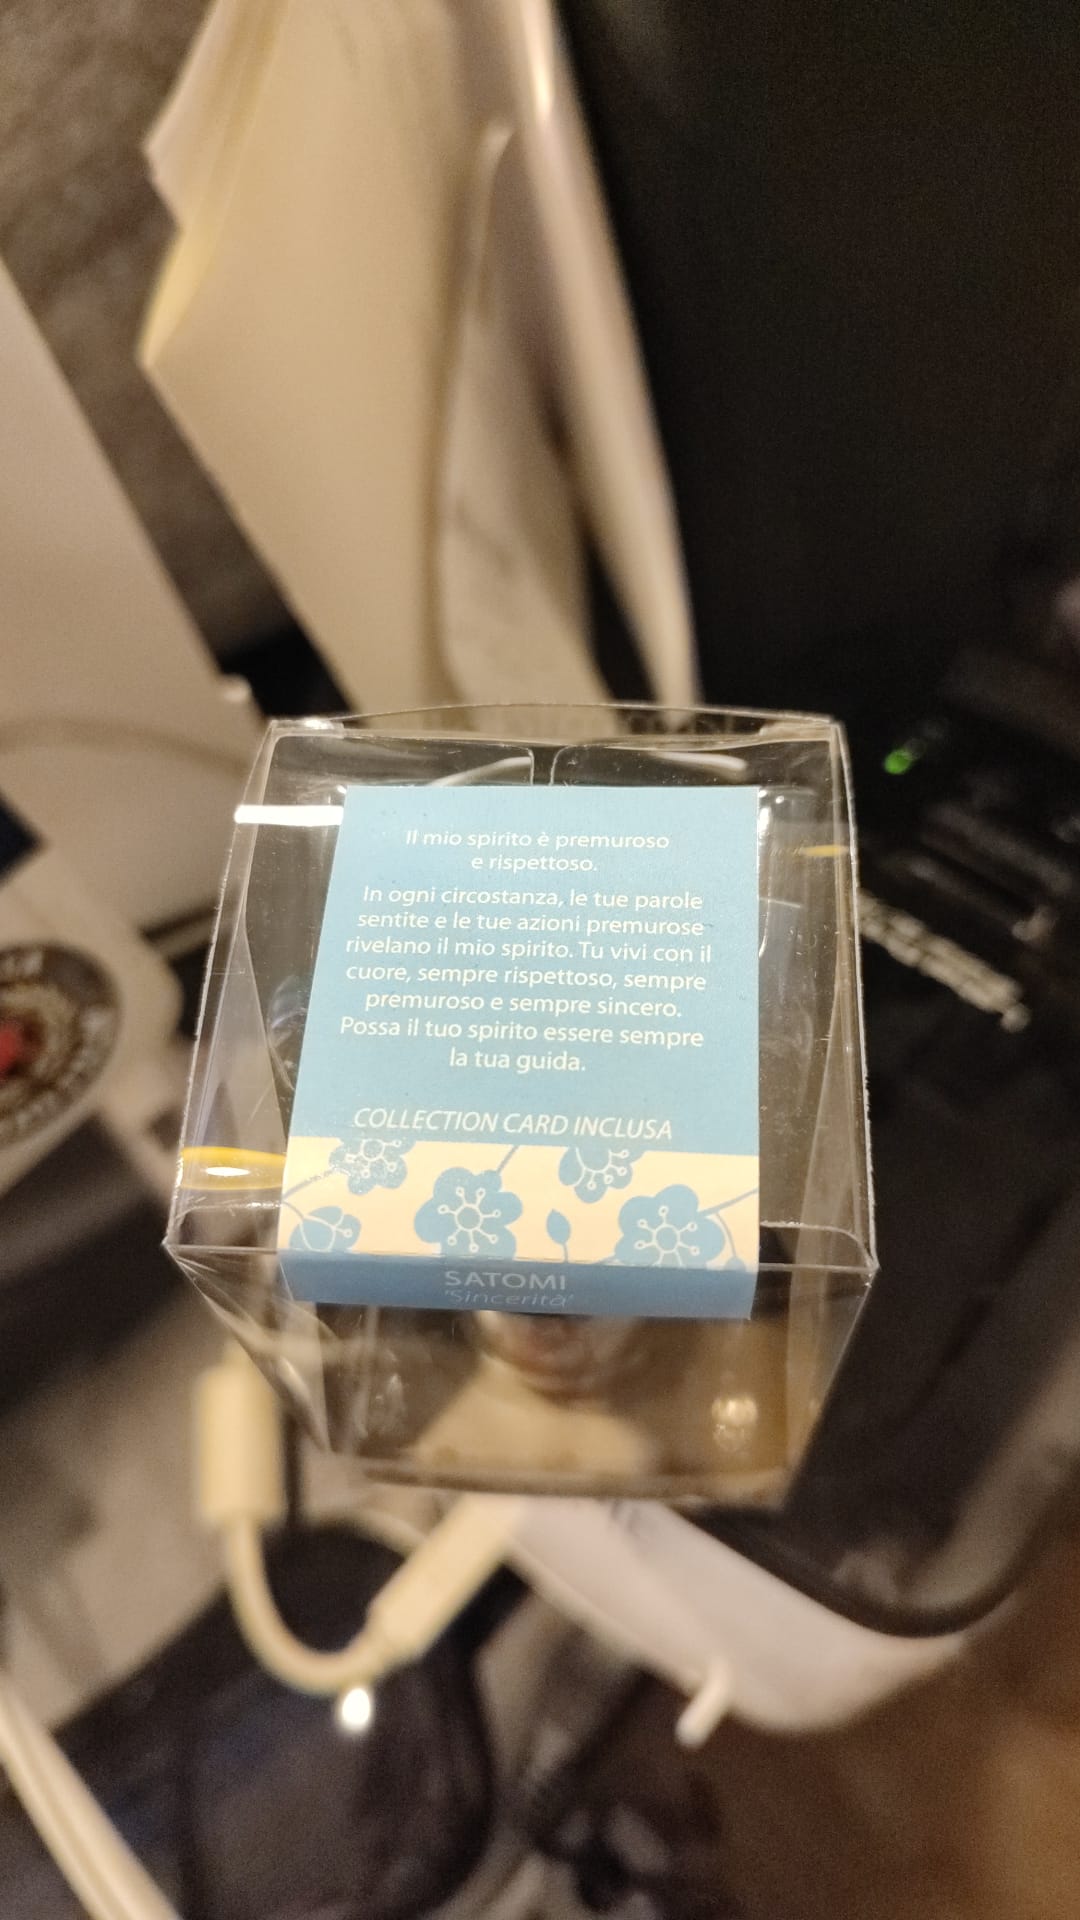 Il mio spirito è premuroso
e rispettoso.
In ogni circostanza, le tue parole
sentite e le tue azioni premurose
rivelano il mio spirito. Tu vivi con il
cuore, sempre rispettoso, sempre
premuroso e sempre sincero.
Possa il tuo spirito essere sempre
la tua guida.
COLLECTION CARD INCLUSA
SATOMI
'Sincerità'